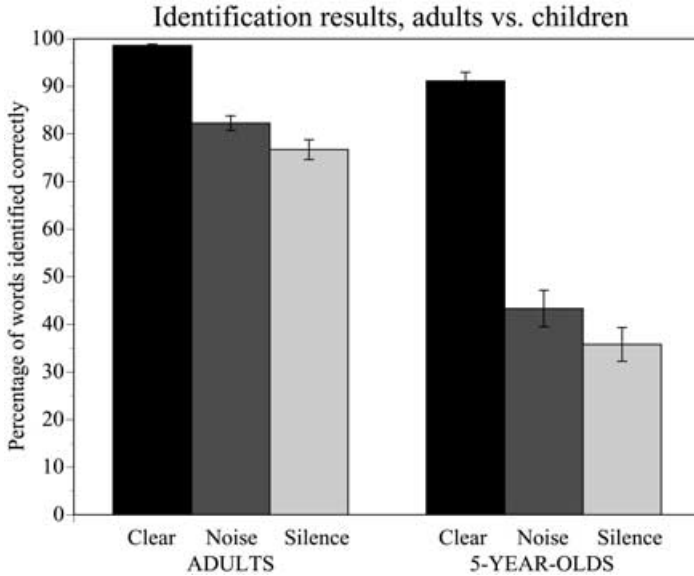 Identification results, adults vs. children
Percentage of words identified correctly
100
90
80
70
60
50
40
30
20
10
0
Clear Noise Silence Clear Noise Silence
ADULTS 5-YEAR-OLDS